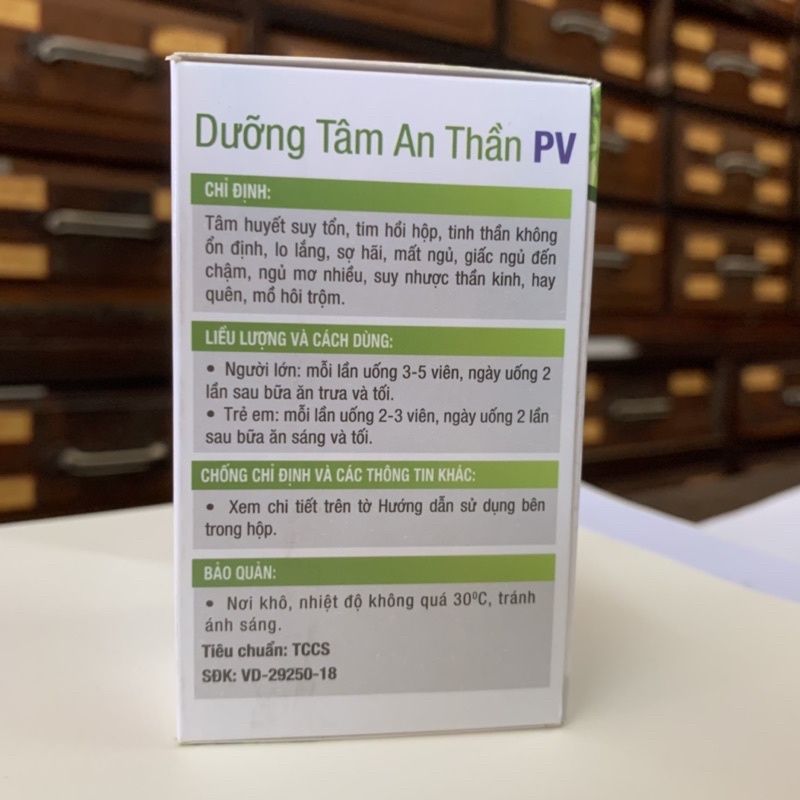 Dưỡng Tâm An Thần PV
CHỈ ĐỊNH:
Tâm huyết suy tổn, tim hồi hộp, tinh thần không
ổn định, lo lắng, sợ hãi, mất ngủ, giấc ngủ đến
chậm, ngủ mơ nhiều, suy nhược thần kinh, hay
quên, mồ hôi trộm.
LIỀU LƯỢNG VÀ CÁCH DÙNG:
• Người lớn: mỗi lần uống 3-5 viên, ngày uống 2
lần sau bữa ăn trưa và tối.
• Trẻ em: mỗi lần uống 2-3 viên, ngày uống 2 lần
sau bữa ăn sáng và tối.
CHỐNG CHỈ ĐỊNH VÀ CÁC THÔNG TIN KHÁC:
• Xem chi tiết trên tờ Hướng dẫn sử dụng bên
trong hộp.
BẢO QUẢN:
• Nơi khô, nhiệt độ không quá 30⁰C, tránh
ánh sáng.
Tiêu chuẩn: TCCS
SĐK: VD-29250-18